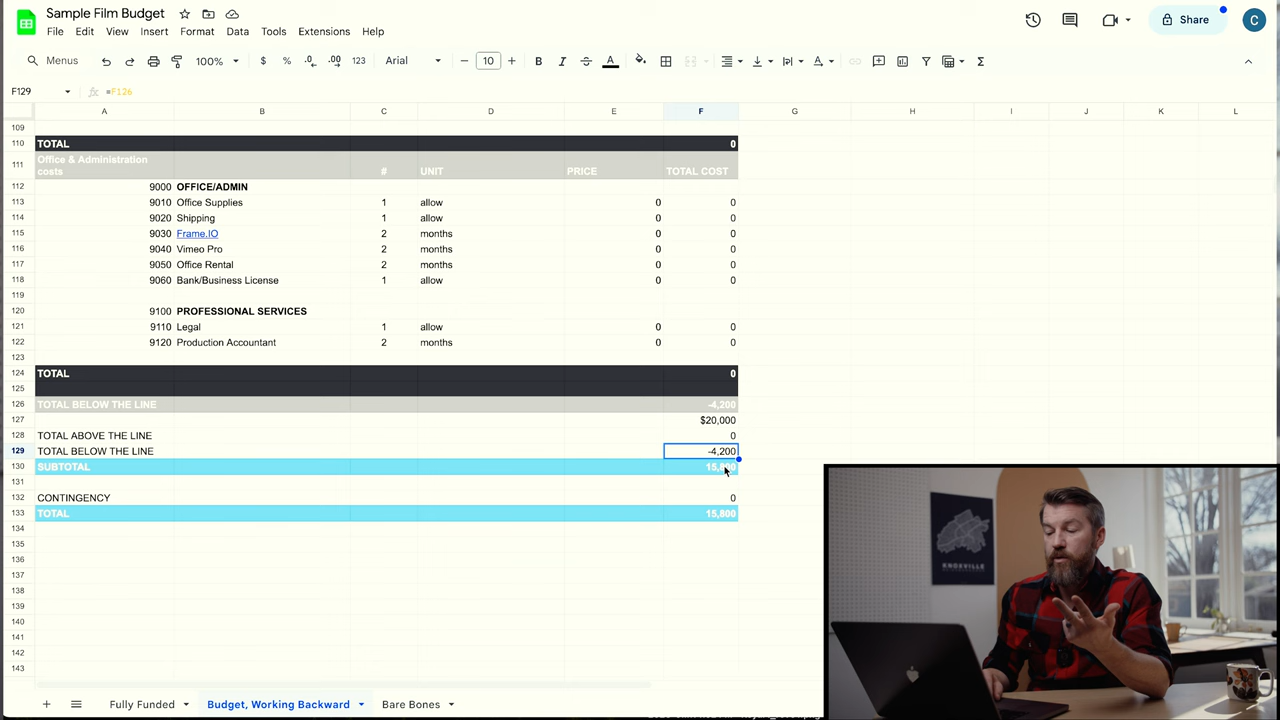 Sample Film Budget
File Edit View Insert Format Data Tools Extensions Help
Share C
Menus 100% $ % .0 .00 123 Arial 10 B I A
F129 =F126
A B C D E F G H I J K L
109
110 TOTAL 0
111 Office & Administration costs # UNIT PRICE TOTAL COST
112 9000 OFFICE/ADMIN
113 9010 Office Supplies 1 allow 0 0
114 9020 Shipping 1 allow 0 0
115 9030 Frame.IO 2 months 0 0
116 9040 Vimeo Pro 2 months 0 0
117 9050 Office Rental 2 months 0 0
118 9060 Bank/Business License 1 allow 0 0
119
120 9100 PROFESSIONAL SERVICES
121 9110 Legal 1 allow 0 0
122 9120 Production Accountant 2 months 0 0
123
124 TOTAL 0
125
126 TOTAL BELOW THE LINE -4,200
127 $20,000
128 TOTAL ABOVE THE LINE 0
129 TOTAL BELOW THE LINE -4,200
130 SUBTOTAL 15,800
131
132 CONTINGENCY 0
133 TOTAL 15,800
134
135
136
137
138
139
140
141
142
143
KNOXVILLE
+ Fully Funded Budget, Working Backward Bare Bones